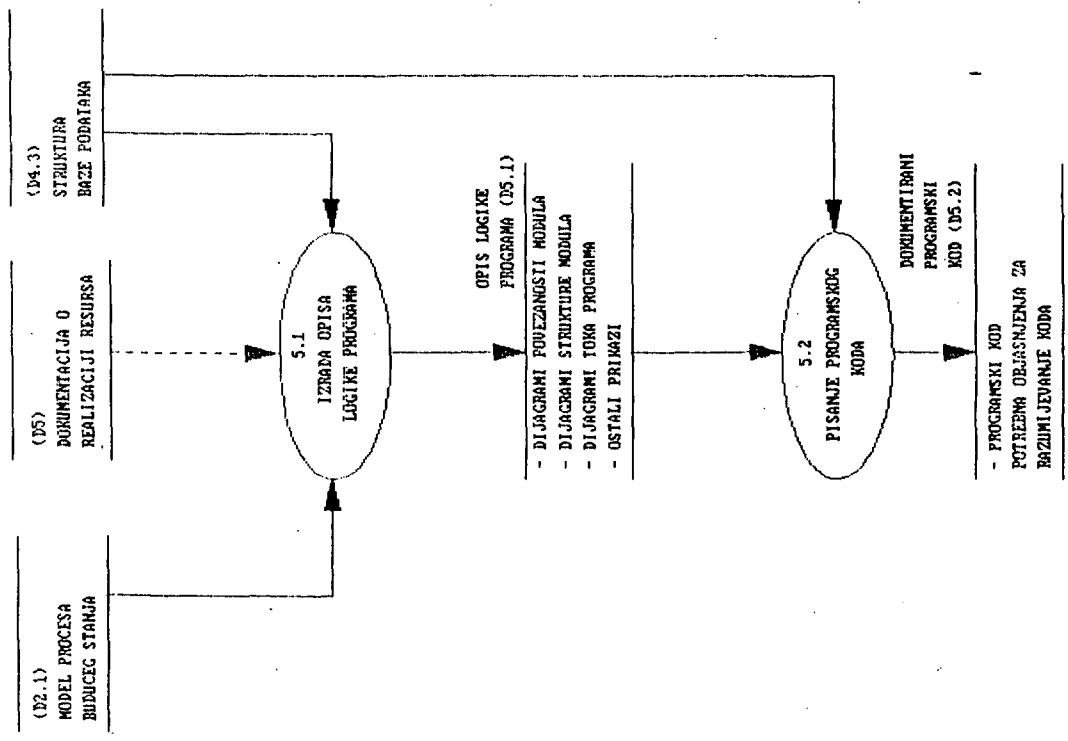 (D2.1)
MODEL PROCESA
BUDUCEG STANJA
(D5)
DOKUMENTACIJA O
REALIZACIJI RESURSA
(D4.3)
STRUKTURA
BAZE PODATAKA
5.1
IZRADA OPISA
LOGIKE PROGRAMA
OPIS LOGIKE
PROGRAMA (D5.1)
- DIJAGRAMI POVEZANOSTI MODULA
- DIJAGRAMI STRUKTURE MODULA
- DIJAGRAMI TOKA PROGRAMA
- OSTALI PRIKAZI
5.2
PISANJE PROGRAMSKOG
KODA
DOKUMENTIRANI
PROGRAMSKI
KOD (D5.2)
- PROGRAMSKI KOD
POTREBNA OBJASNJENJA ZA
RAZUMIJEVANJE KODA